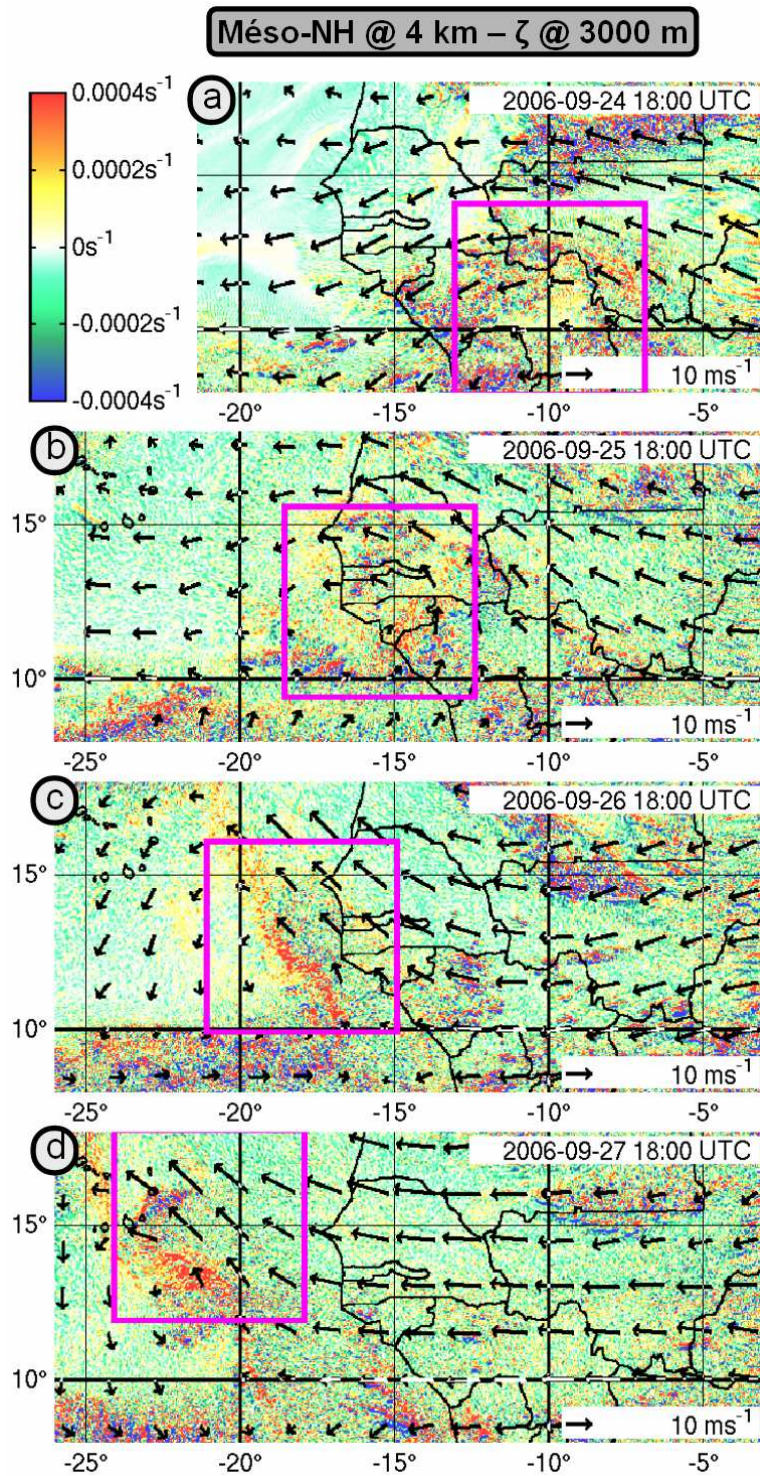 Méso-NH @ 4 km – ζ @ 3000 m
0.0004s⁻¹
0.0002s⁻¹
0s⁻¹
-0.0002s⁻¹
-0.0004s⁻¹
a
2006-09-24 18:00 UTC
10 ms⁻¹
-20° -15° -10° -5°
b
2006-09-25 18:00 UTC
15°
10°
10 ms⁻¹
-25° -20° -15° -10° -5°
c
2006-09-26 18:00 UTC
15°
10°
10 ms⁻¹
-25° -20° -15° -10° -5°
d
2006-09-27 18:00 UTC
15°
10°
10 ms⁻¹
-25° -20° -15° -10° -5°